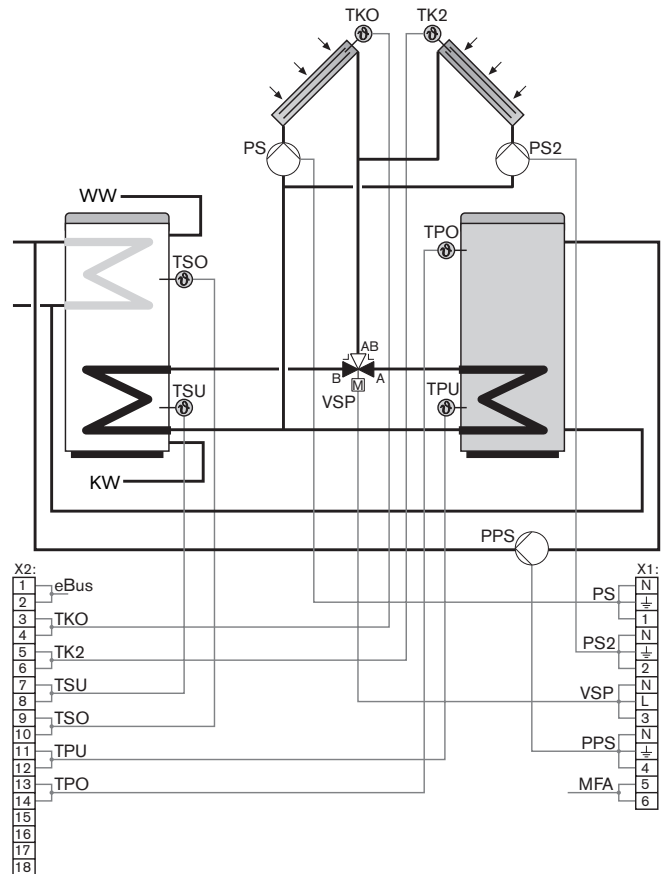 TKO TK2
PS PS2
WW
TPO
TSO
AB
B A
TSU M TPU
VSP
KW
PPS
X2: X1:
1 eBus N
2 PS
3 TKO 1
4 N
5 TK2 PS2
6 2
7 TSU N
8 VSP L
9 TSO 3
10 N
11 TPU PPS
12 4
13 TPO MFA 5
14 6
15
16
17
18